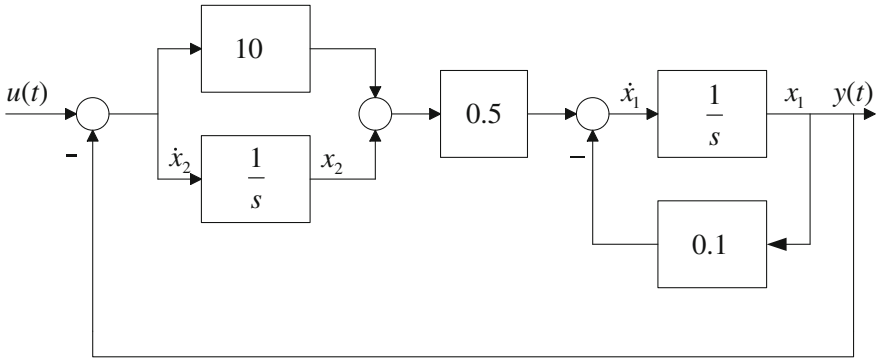 10
u(t)
ẋ₁
1
s
x₁
y(t)
0.5
-
ẋ₂
1
s
x₂
-
0.1
-